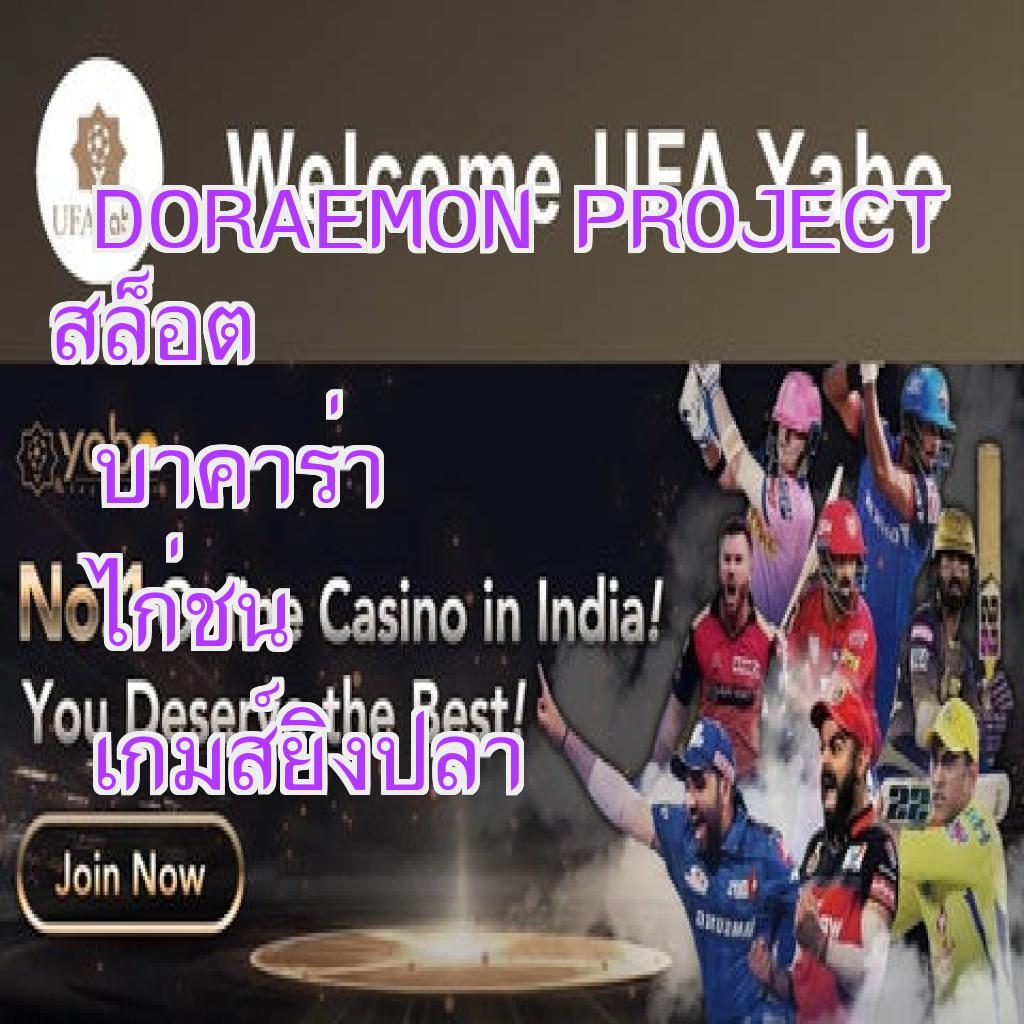 Welcome UFA Yabo
DORAEMON PROJECT
สล็อต
yabo
บาคาร่า
No.1 Casino in India!
ไก่ชน
You Deserve the Best!
เกมส์ยิงปลา
Join Now